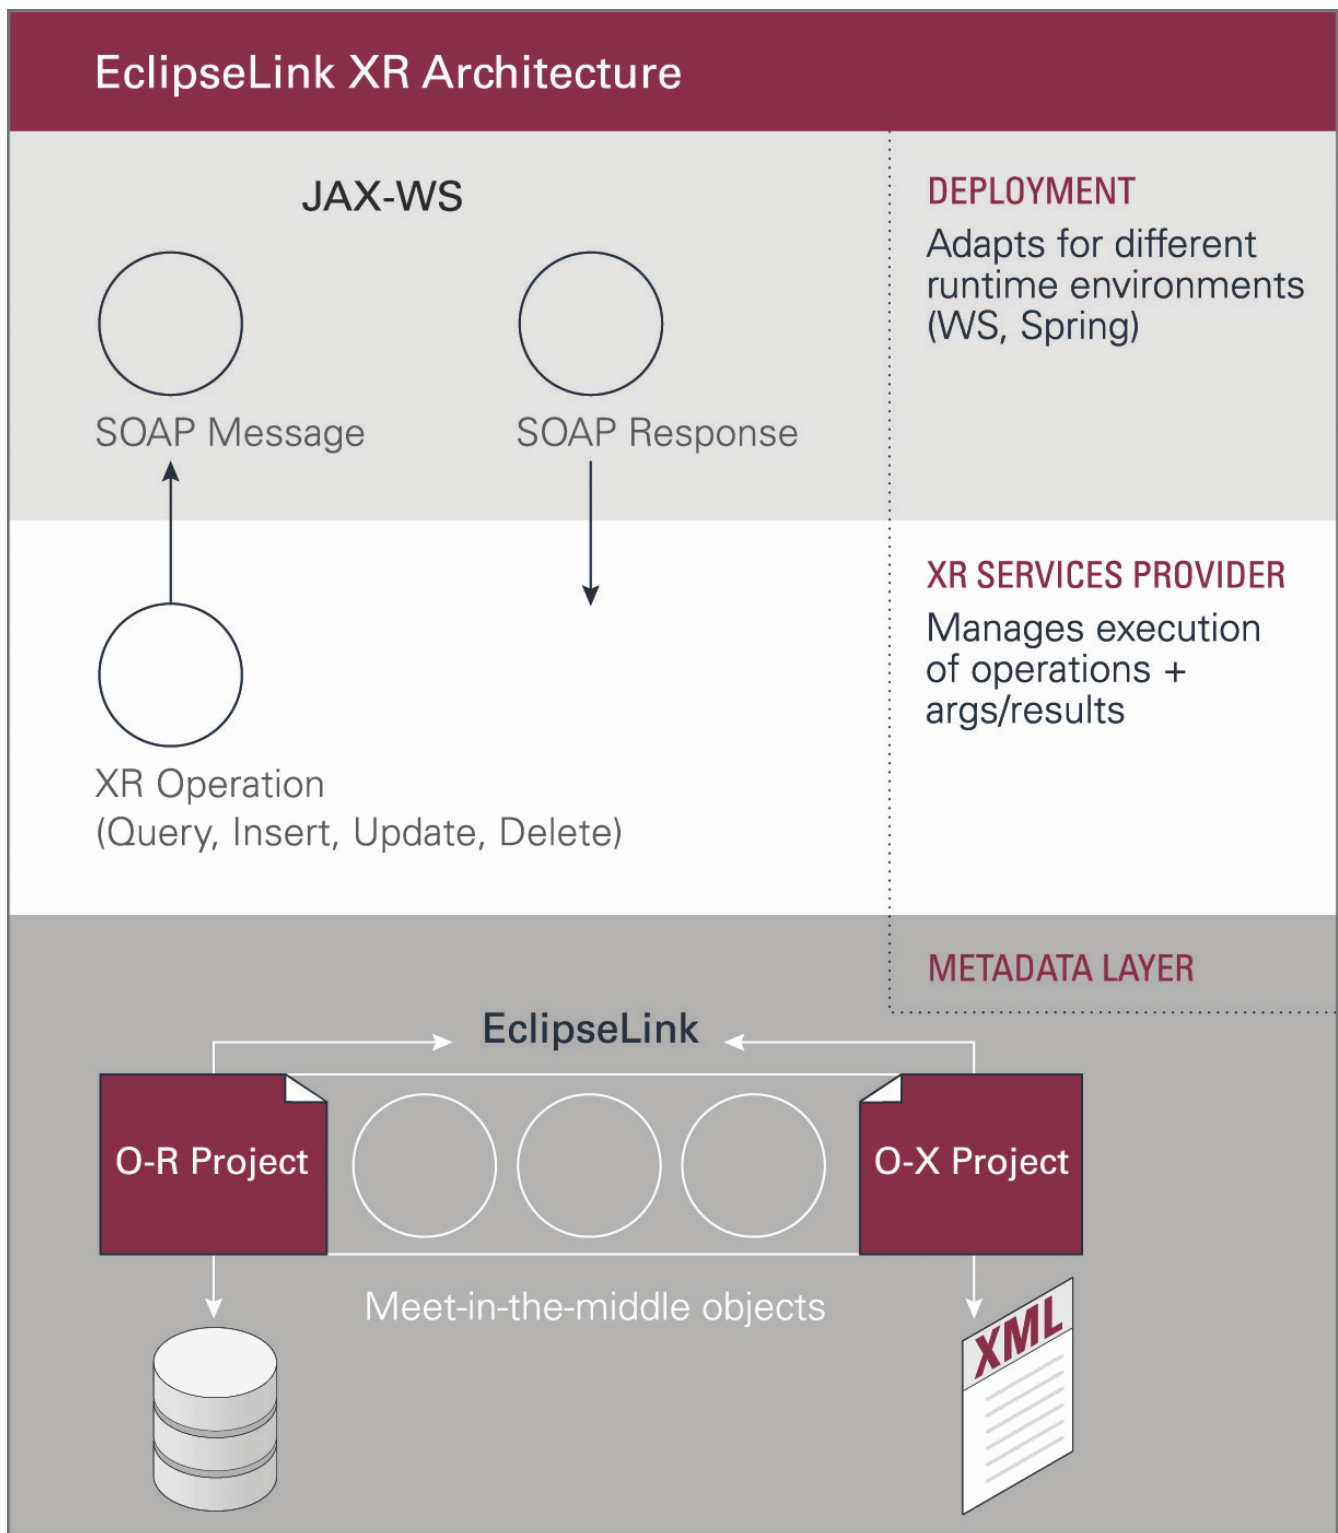 EclipseLink XR Architecture
JAX-WS
SOAP Message
SOAP Response
DEPLOYMENT
Adapts for different
runtime environments
(WS, Spring)
XR Operation
(Query, Insert, Update, Delete)
XR SERVICES PROVIDER
Manages execution
of operations +
args/results
METADATA LAYER
EclipseLink
O-R Project
O-X Project
Meet-in-the-middle objects
XML